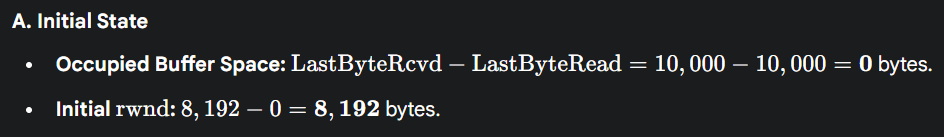 A. Initial State
• Occupied Buffer Space: LastByteRcvd − LastByteRead = 10,000 − 10,000 = 0 bytes.
• Initial rwnd: 8,192 − 0 = 8,192 bytes.